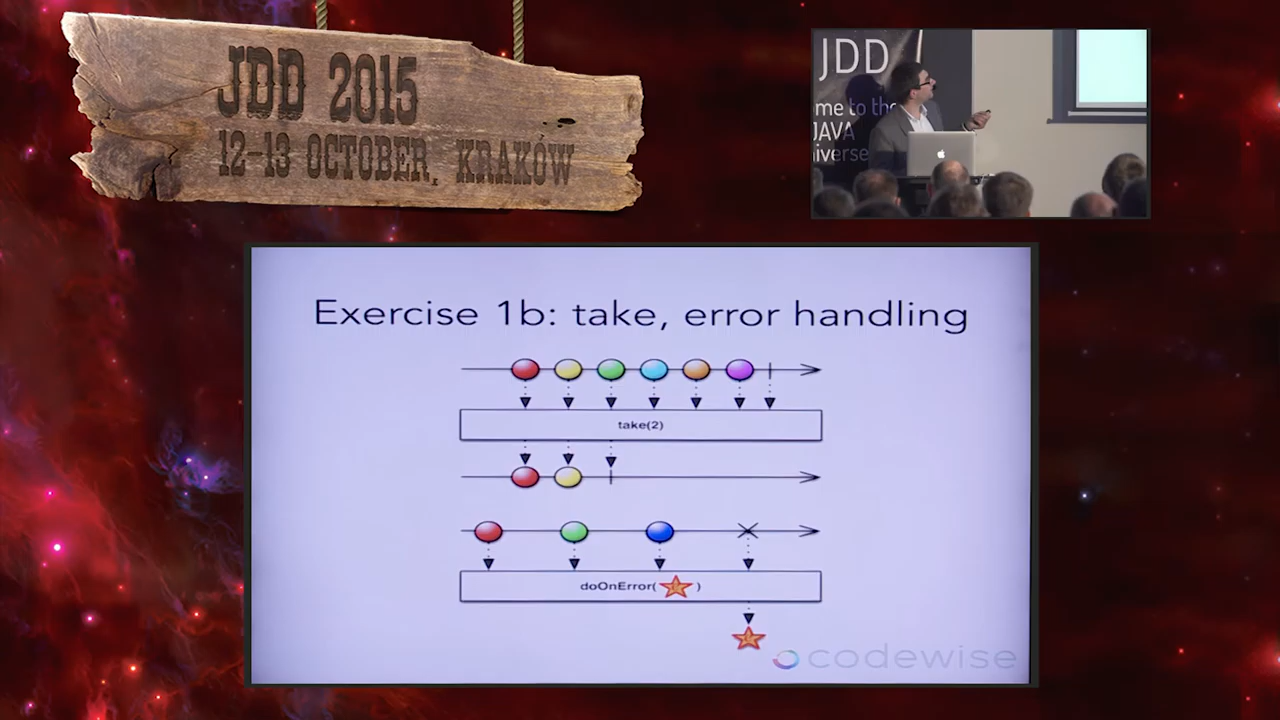 JDD 2015
12-13 OCTOBER, KRAKÓW
JDD
me to the
JAVA
iverse
Exercise 1b: take, error handling
take(2)
doOnError( )
codewise